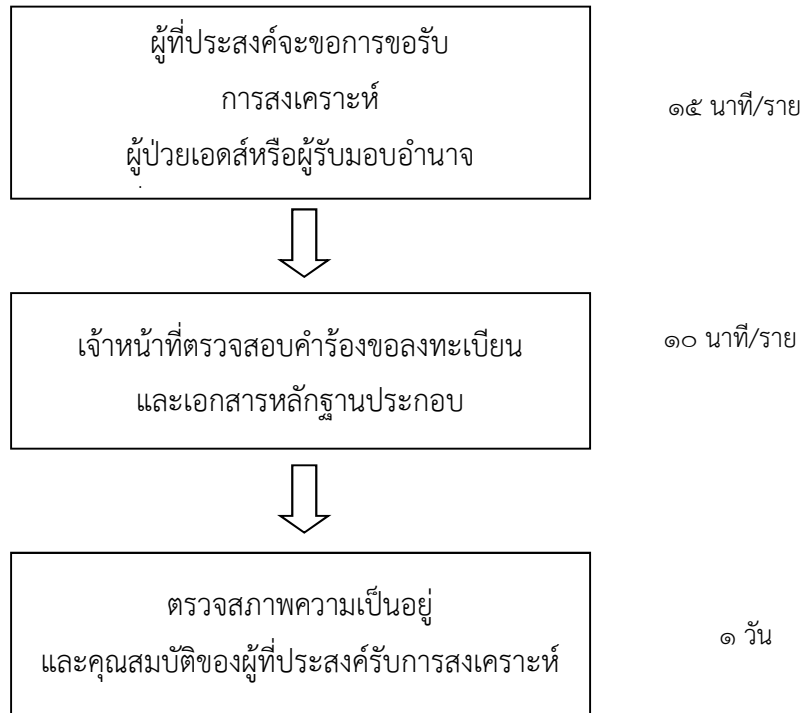 ผู้ที่ประสงค์จะขอการขอรับ
การสงเคราะห์
ผู้ป่วยเอดส์หรือผู้รับมอบอำนาจ
๑๕ นาที/ราย
เจ้าหน้าที่ตรวจสอบคำร้องขอลงทะเบียน
และเอกสารหลักฐานประกอบ
๑๐ นาที/ราย
ตรวจสภาพความเป็นอยู่
และคุณสมบัติของผู้ที่ประสงค์รับการสงเคราะห์
๑ วัน